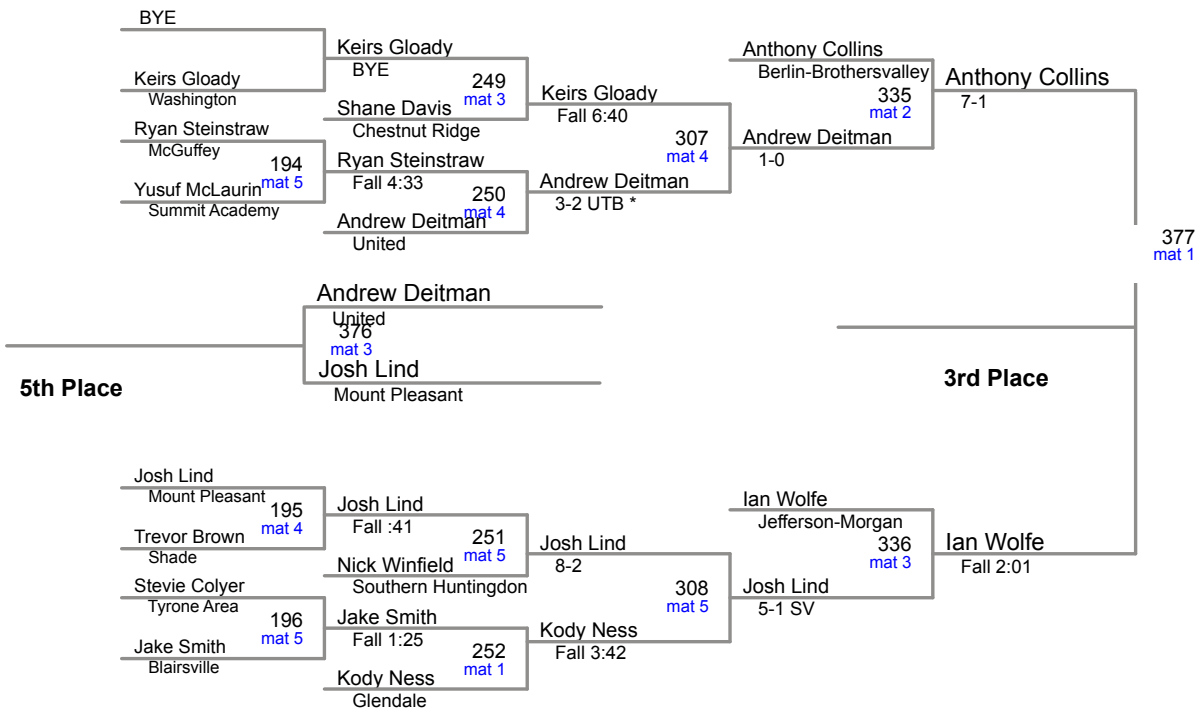 BYE
Keirs Gloady
Washington
Ryan Steinstraw
McGuffey
194
mat 5
Yusuf McLaurin
Summit Academy
Keirs Gloady
BYE
249
mat 3
Shane Davis
Chestnut Ridge
Ryan Steinstraw
Fall 4:33
250
mat 4
Andrew Deitman
United
Keirs Gloady
Fall 6:40
307
mat 4
Andrew Deitman
3-2 UTB *
Anthony Collins
Berlin-Brothersvalley
335
mat 2
Andrew Deitman
1-0
Anthony Collins
7-1
377
mat 1
Andrew Deitman
United
376
mat 3
Josh Lind
Mount Pleasant
5th Place
3rd Place
Josh Lind
Mount Pleasant
195
mat 4
Trevor Brown
Shade
Stevie Colyer
Tyrone Area
196
mat 5
Jake Smith
Blairsville
Josh Lind
Fall :41
251
mat 5
Nick Winfield
Southern Huntingdon
Jake Smith
Fall 1:25
252
mat 1
Kody Ness
Glendale
Josh Lind
8-2
308
mat 5
Kody Ness
Fall 3:42
Ian Wolfe
Jefferson-Morgan
336
mat 3
Josh Lind
5-1 SV
Ian Wolfe
Fall 2:01